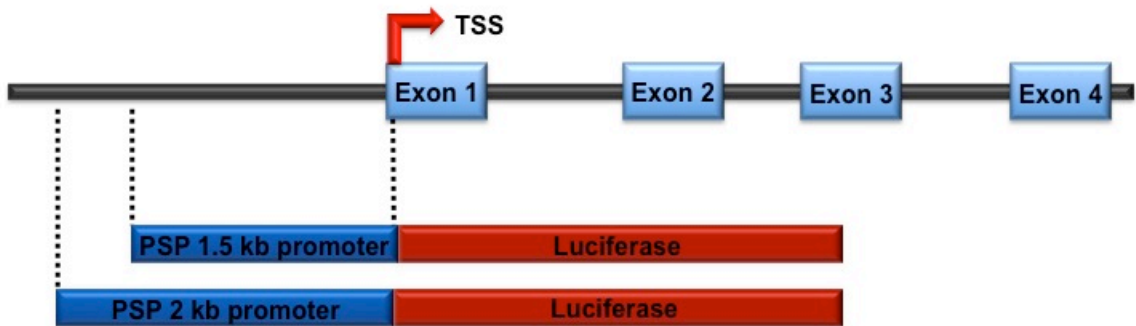 TSS
Exon 1 Exon 2 Exon 3 Exon 4
PSP 1.5 kb promoter Luciferase
PSP 2 kb promoter Luciferase